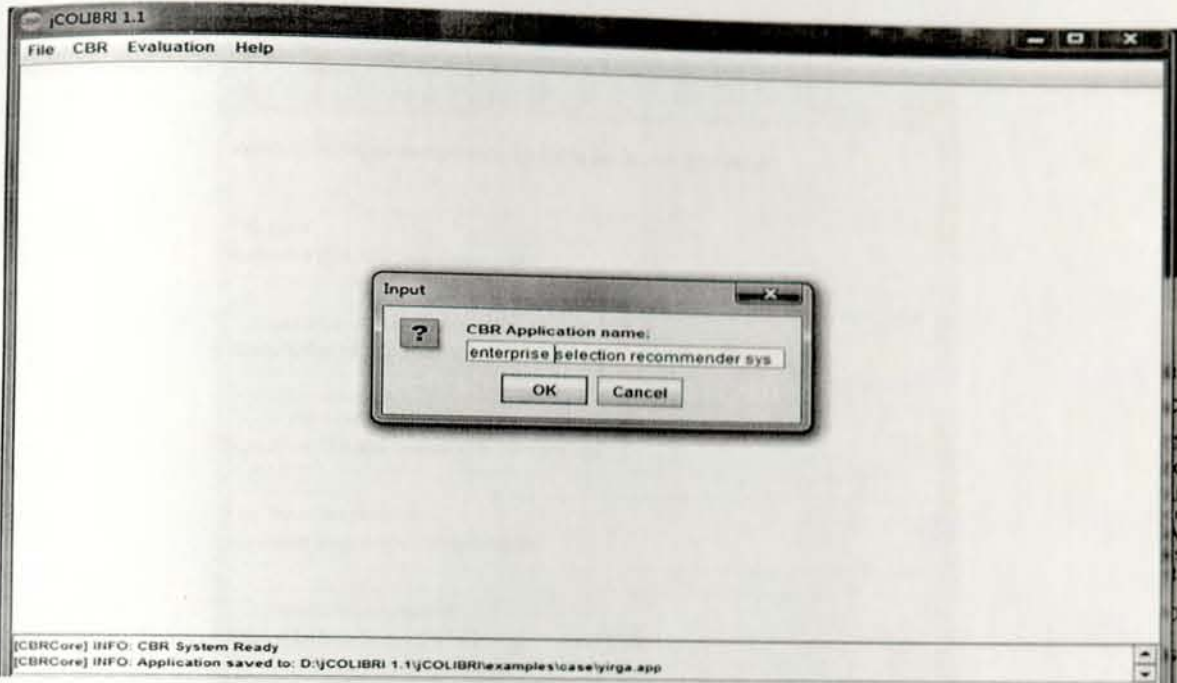 jCOLIBRI 1.1
File CBR Evaluation Help
Input
?
CBR Application name:
enterprise selection recommender sys
OK Cancel
[CBRCore] INFO: CBR System Ready
[CBRCore] INFO: Application saved to: D:\jCOLIBRI 1.1\jCOLIBRI\examples\case\yirga.app